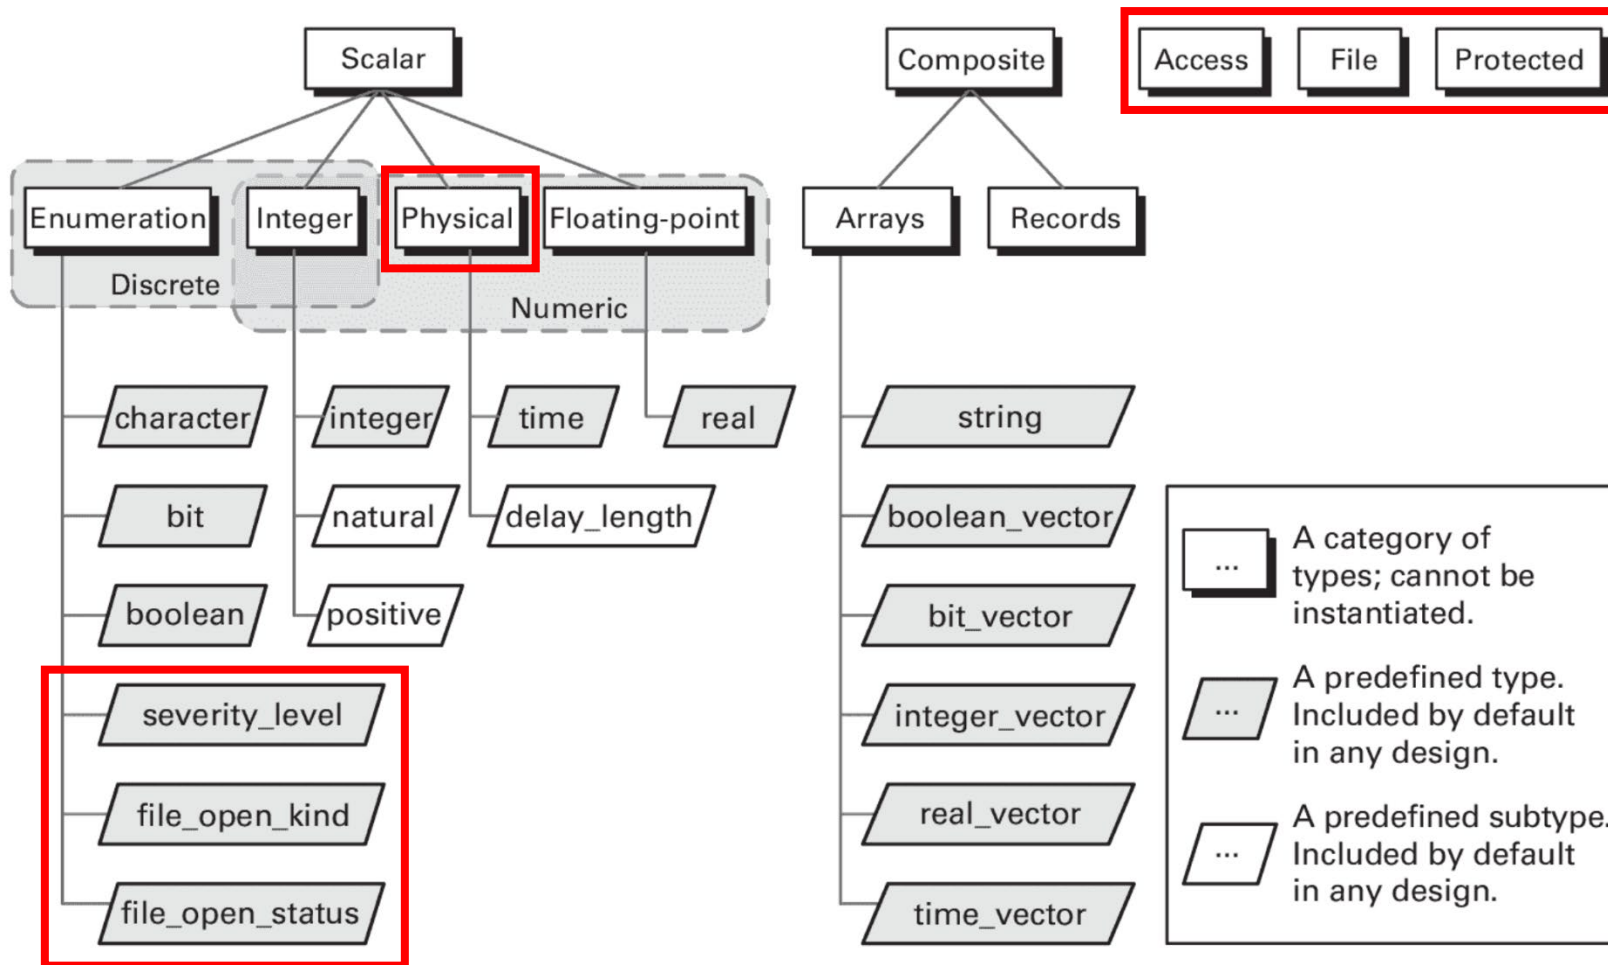 Scalar
Composite
Access
File
Protected
Enumeration
Integer
Physical
Floating-point
Arrays
Records
Discrete
Numeric
character
integer
time
real
string
bit
natural
delay_length
boolean_vector
boolean
positive
bit_vector
severity_level
integer_vector
file_open_kind
real_vector
file_open_status
time_vector
...
A category of
types; cannot be
instantiated.
...
A predefined type.
Included by default
in any design.
...
A predefined subtype.
Included by default
in any design.